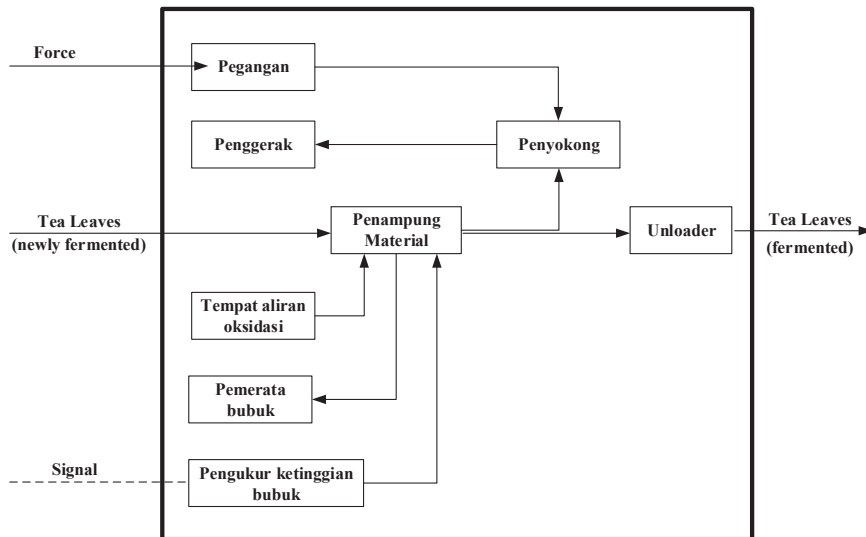 Force
Pegangan
Penggerak
Penyokong
Tea Leaves
(newly fermented)
Penampung
Material
Unloader
Tea Leaves
(fermented)
Tempat aliran
oksidasi
Pemerata
bubuk
Signal
Pengukur ketinggian
bubuk